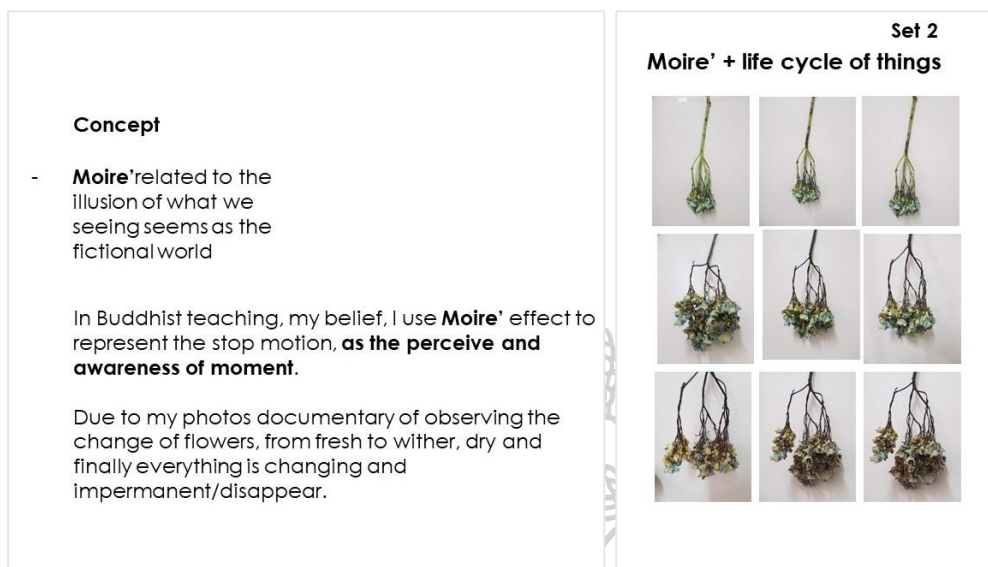 Concept
- Moire'related to the
illusion of what we
seeing seems as the
fictional world
In Buddhist teaching, my belief, I use Moire' effect to
represent the stop motion, as the perceive and
awareness of moment.
Due to my photos documentary of observing the
change of flowers, from fresh to wither, dry and
finally everything is changing and
impermanent/disappear.
Set 2
Moire' + life cycle of things